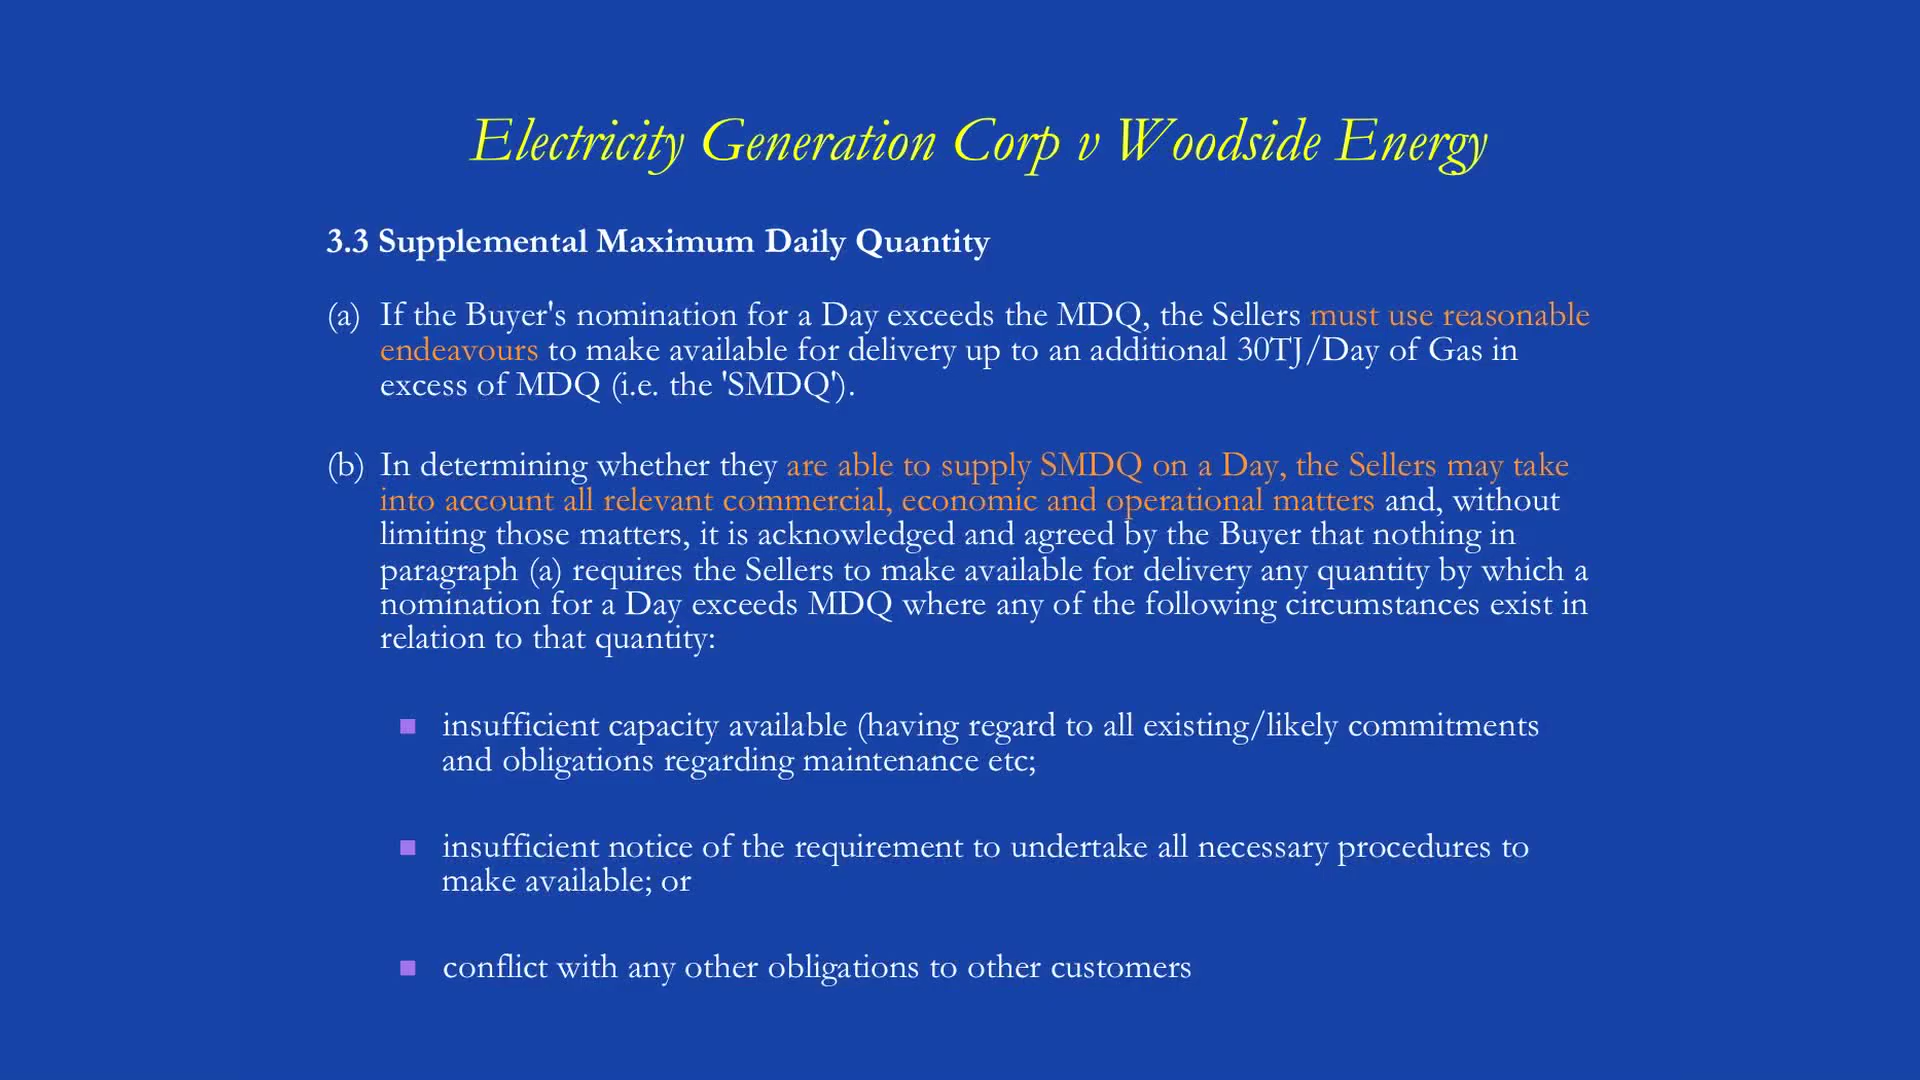 Electricity Generation Corp v Woodside Energy
3.3 Supplemental Maximum Daily Quantity
(a) If the Buyer's nomination for a Day exceeds the MDQ, the Sellers must use reasonable
endeavours to make available for delivery up to an additional 30TJ/Day of Gas in
excess of MDQ (i.e. the 'SMDQ').
(b) In determining whether they are able to supply SMDQ on a Day, the Sellers may take
into account all relevant commercial, economic and operational matters and, without
limiting those matters, it is acknowledged and agreed by the Buyer that nothing in
paragraph (a) requires the Sellers to make available for delivery any quantity by which a
nomination for a Day exceeds MDQ where any of the following circumstances exist in
relation to that quantity:
insufficient capacity available (having regard to all existing/likely commitments
and obligations regarding maintenance etc;
insufficient notice of the requirement to undertake all necessary procedures to
make available; or
conflict with any other obligations to other customers